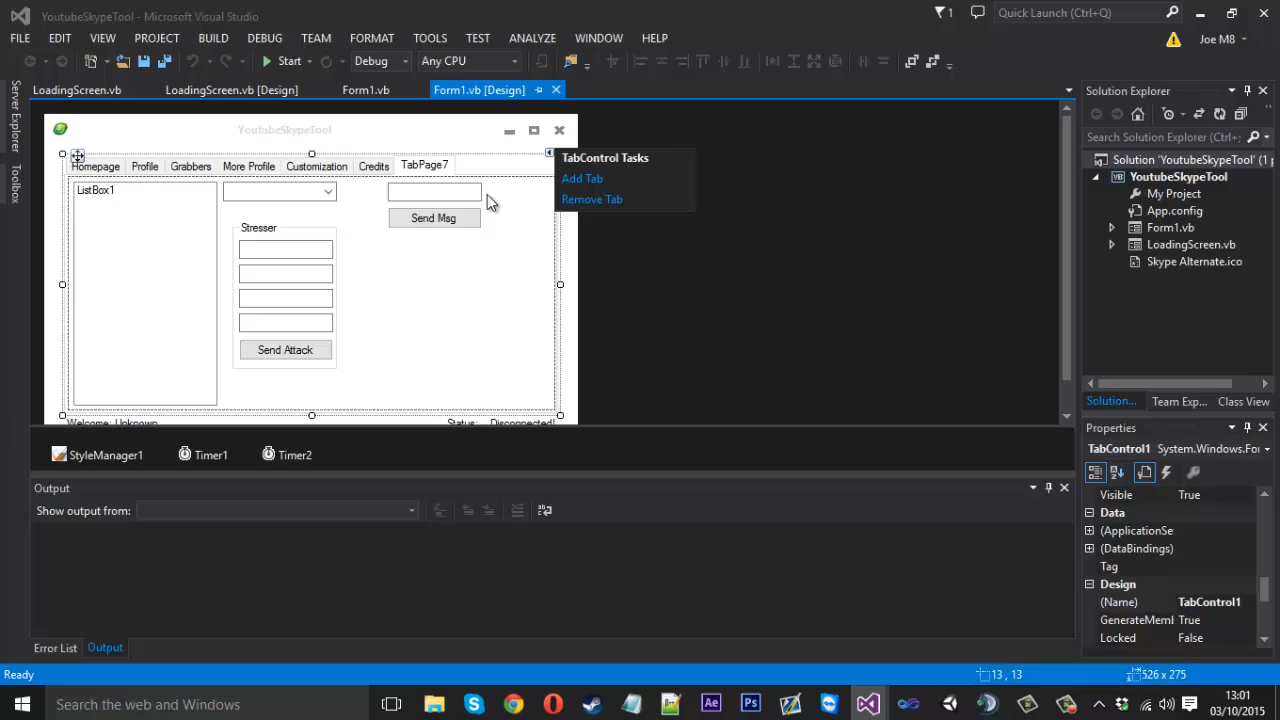 YoutubeSkypeTool - Microsoft Visual Studio
1
Quick Launch (Ctrl+Q)
FILE EDIT VIEW PROJECT BUILD DEBUG TEAM FORMAT TOOLS TEST ANALYZE WINDOW HELP
Joe M8
Start
Debug
Any CPU
Server Explorer
Toolbox
LoadingScreen.vb
LoadingScreen.vb [Design]
Form1.vb
Form1.vb [Design]
YoutubeSkypeTool
Homepage Profile Grabbers More Profile Customization Credits TabPage7
ListBox1
Send Msg
Stresser
Send Attack
Welcome: Unknown
Status: Disconnected!
TabControl Tasks
Add Tab
Remove Tab
StyleManager1
Timer1
Timer2
Output
Show output from:
Error List
Output
Solution Explorer
Search Solution Explorer (Ctrl+;)
Solution 'YoutubeSkypeTool' (1 p
VB YoutubeSkypeTool
My Project
App.config
Form1.vb
LoadingScreen.vb
Skype Alternate.ico
Solution... Team Exp... Class View
Properties
TabControl1 System.Windows.Fo
Visible True
Data
(ApplicationSe
(DataBindings)
Tag
Design
(Name) TabControl1
GenerateMeml True
Locked False
Ready
13 , 13
526 x 275
Search the web and Windows
Ae
Ps
13:01
03/10/2015